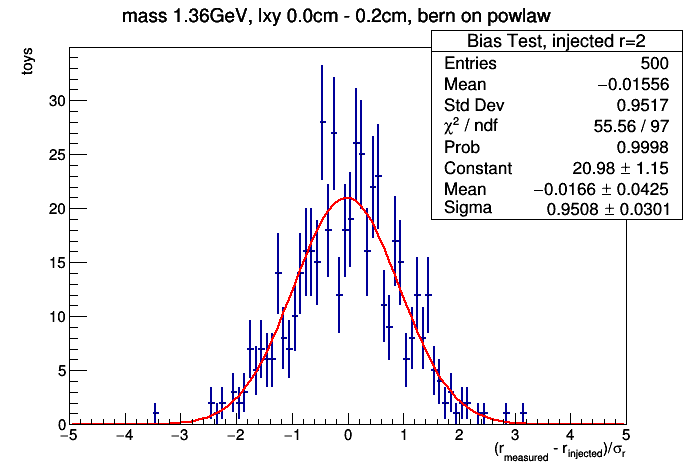 mass 1.36GeV, lxy 0.0cm - 0.2cm, bern on powlaw
Bias Test, injected r=2
Entries 500
Mean −0.01556
Std Dev 0.9517
χ² / ndf 55.56 / 97
Prob 0.9998
Constant 20.98 ± 1.15
Mean −0.0166 ± 0.0425
Sigma 0.9508 ± 0.0301
toys
30
25
20
15
10
5
0
−5 −4 −3 −2 −1 0 1 2 3 4 5
(r_measured - r_injected)/σ_r